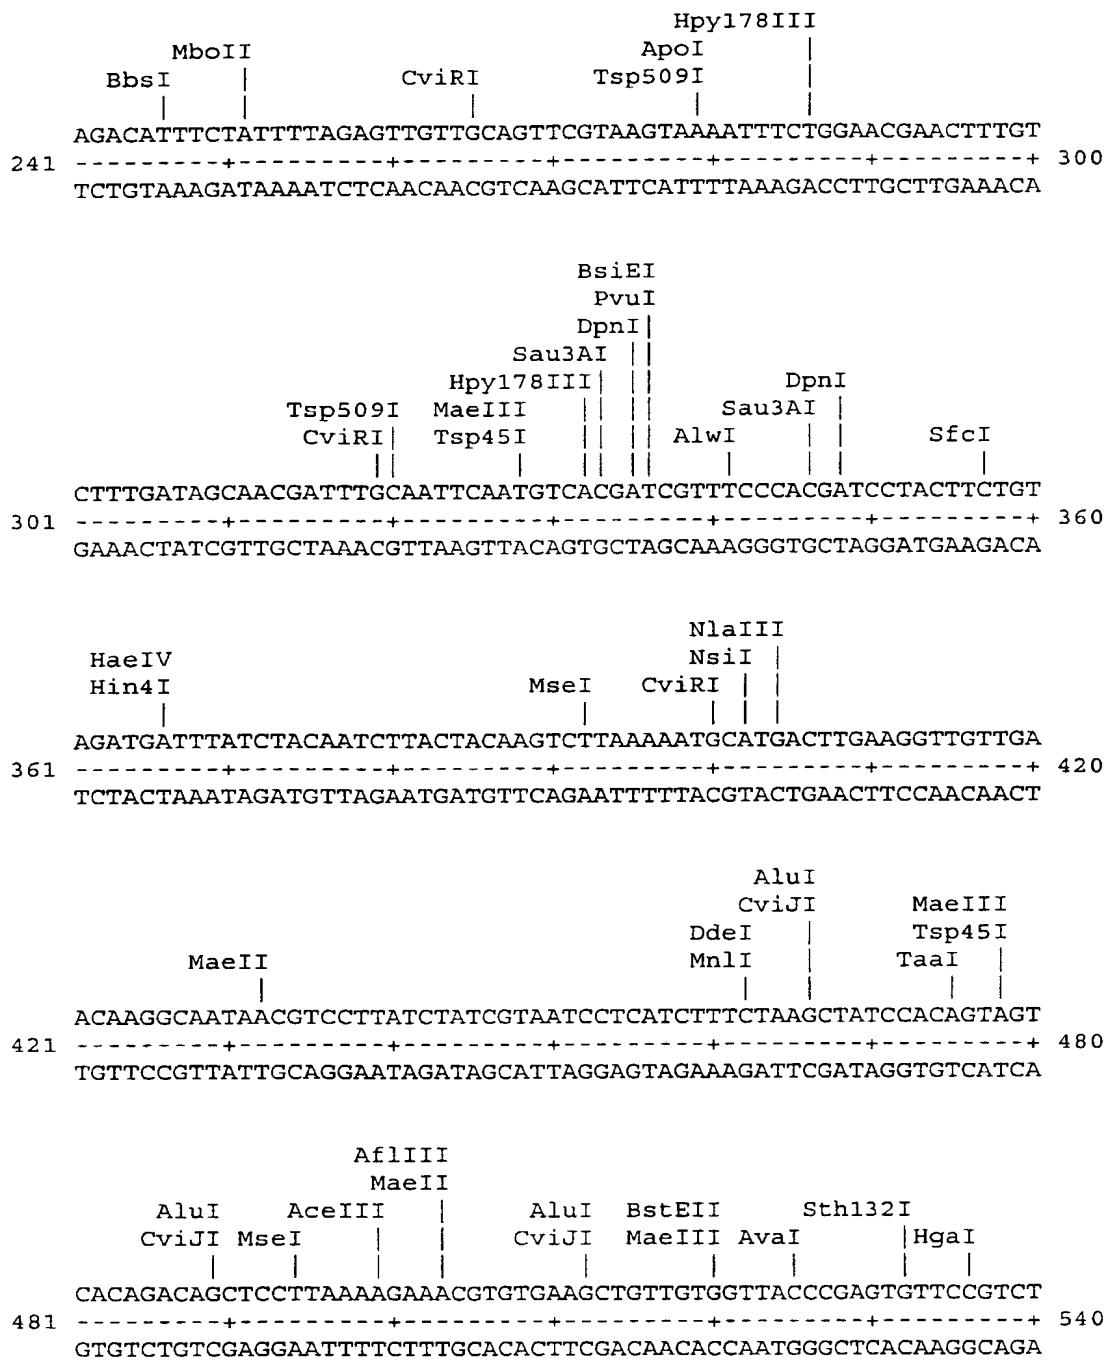 Hpy178III
MboII ApoI
BbsI CviRI Tsp509I
AGACATTTCTATTTTAGAGTTGTTGCAGTTCGTAAGTAAAATTTCTGGAACGAACTTTGT
241 ---------+---------+---------+---------+---------+---------+ 300
TCTGTAAAGATAAAATCTCAACAACGTCAAGCATTCATTTTAAAGACCTTGCTTGAAACA
BsiEI
PvuI
DpnI
Sau3AI
Hpy178III DpnI
Tsp509I MaeIII Sau3AI
CviRI Tsp45I AlwI SfcI
CTTTGATAGCAACGATTTGCAATTCAATGTCACGATCGTTTCCCACGATCCTACTTCTGT
301 ---------+---------+---------+---------+---------+---------+ 360
GAAACTATCGTTGCTAAACGTTAAGTTACAGTGCTAGCAAAGGGTGCTAGGATGAAGACA
NlaIII
HaeIV NsiI
Hin4I MseI CviRI
AGATGATTTATCTACAATCTTACTACAAGTCTTAAAAATGCATGACTTGAAGGTTGTTGA
361 ---------+---------+---------+---------+---------+---------+ 420
TCTACTAAATAGATGTTAGAATGATGTTCAGAATTTTTACGTACTGAACTTCCAACAACT
AluI
CviJI MaeIII
DdeI Tsp45I
MaeII MnlI TaaI
ACAAGGCAATAACGTCCTTATCTATCGTAATCCTCATCTTTCTAAGCTATCCACAGTAGT
421 ---------+---------+---------+---------+---------+---------+ 480
TGTTCCGTTATTGCAGGAATAGATAGCATTAGGAGTAGAAAGATTCGATAGGTGTCATCA
AflIII
MaeII
AluI AceIII AluI BstEII Sth132I
CviJI MseI CviJI MaeIII AvaI HgaI
CACAGACAGCTCCTTAAAAGAAACGTGTGAAGCTGTTGTGGTTACCCGAGTGTTCCGTCT
481 ---------+---------+---------+---------+---------+---------+ 540
GTGTCTGTCGAGGAATTTTCTTTGCACACTTCGACAACACCAATGGGCTCACAAGGCAGA